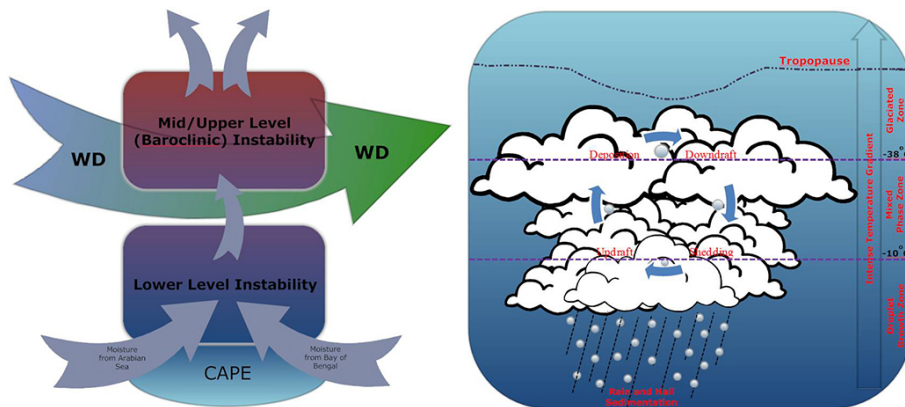 WD
Mid/Upper Level
(Baroclinic) Instability
WD
Lower Level Instability
Moisture
from Arabian
Sea
Moisture
from Bay of
Bengal
CAPE
Tropopause
Deposition
Downdraft
Updraft
Shedding
Rain and Hail
Sedimentation
Intense Temperature Gradient
Glaciated
Zone
-38°
Mixed
Phase Zone
-10°
Droplet
Growth Zone